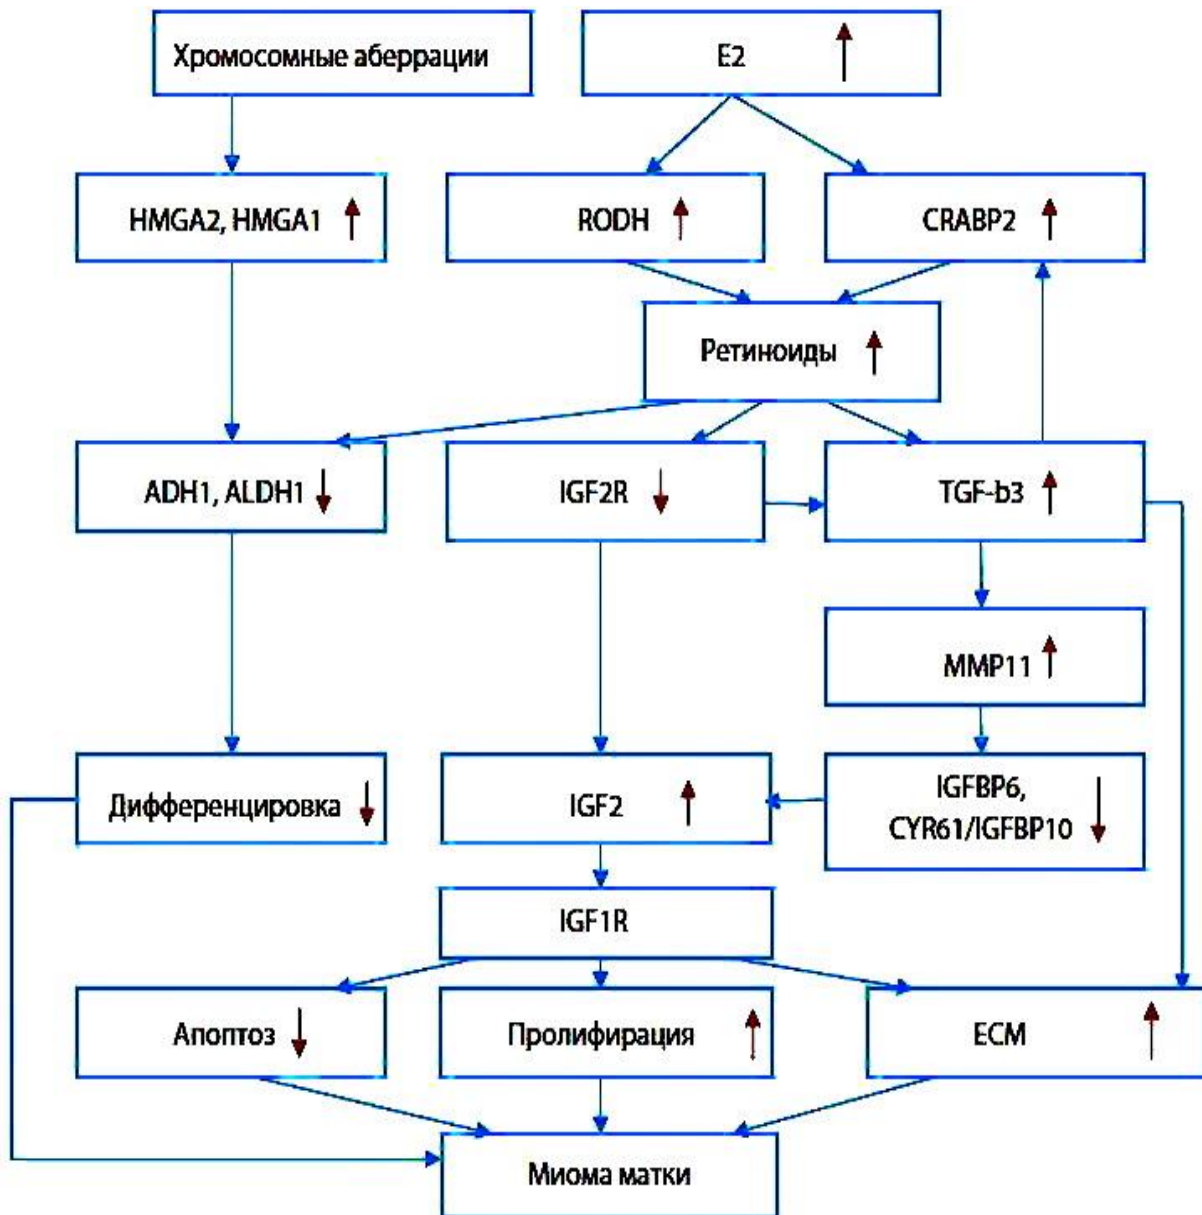 Хромосомные аберрации
E2
HMGA2, HMGA1
RODH
CRABP2
Ретиноиды
ADH1, ALDH1
IGF2R
TGF-b3
MMP11
Дифференцировка
IGF2
IGFBP6,
CYR61/IGFBP10
IGF1R
Апоптоз
Пролифирация
ECM
Миома матки